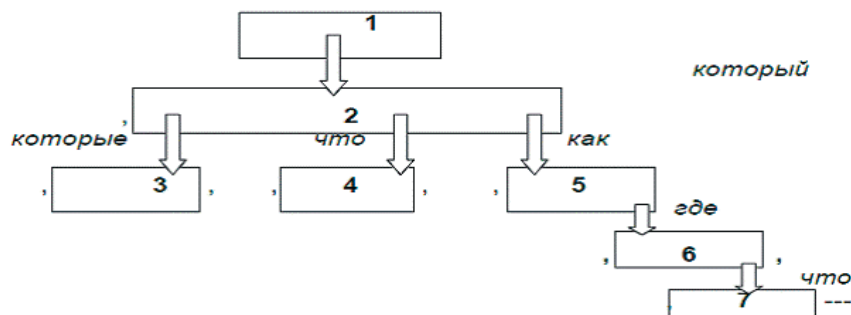 1
который
, 2
которые что как
, 3 , , 4 , , 5
где
, 6 ,
что
, 7 ---